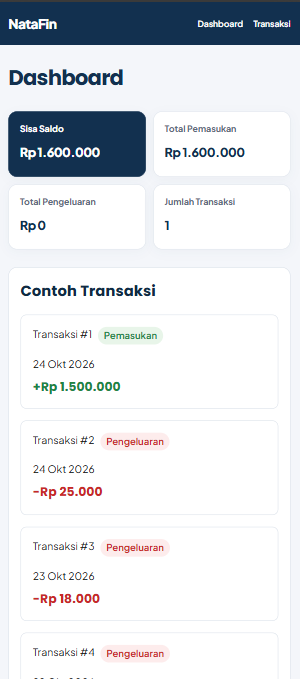 NataFin
Dashboard Transaksi
Dashboard
Sisa Saldo
Rp1.600.000
Total Pemasukan
Rp1.600.000
Total Pengeluaran
Rp0
Jumlah Transaksi
1
Contoh Transaksi
Transaksi #1 Pemasukan
24 Okt 2026
+Rp 1.500.000
Transaksi #2 Pengeluaran
24 Okt 2026
-Rp 25.000
Transaksi #3 Pengeluaran
23 Okt 2026
-Rp 18.000
Transaksi #4 Pengeluaran